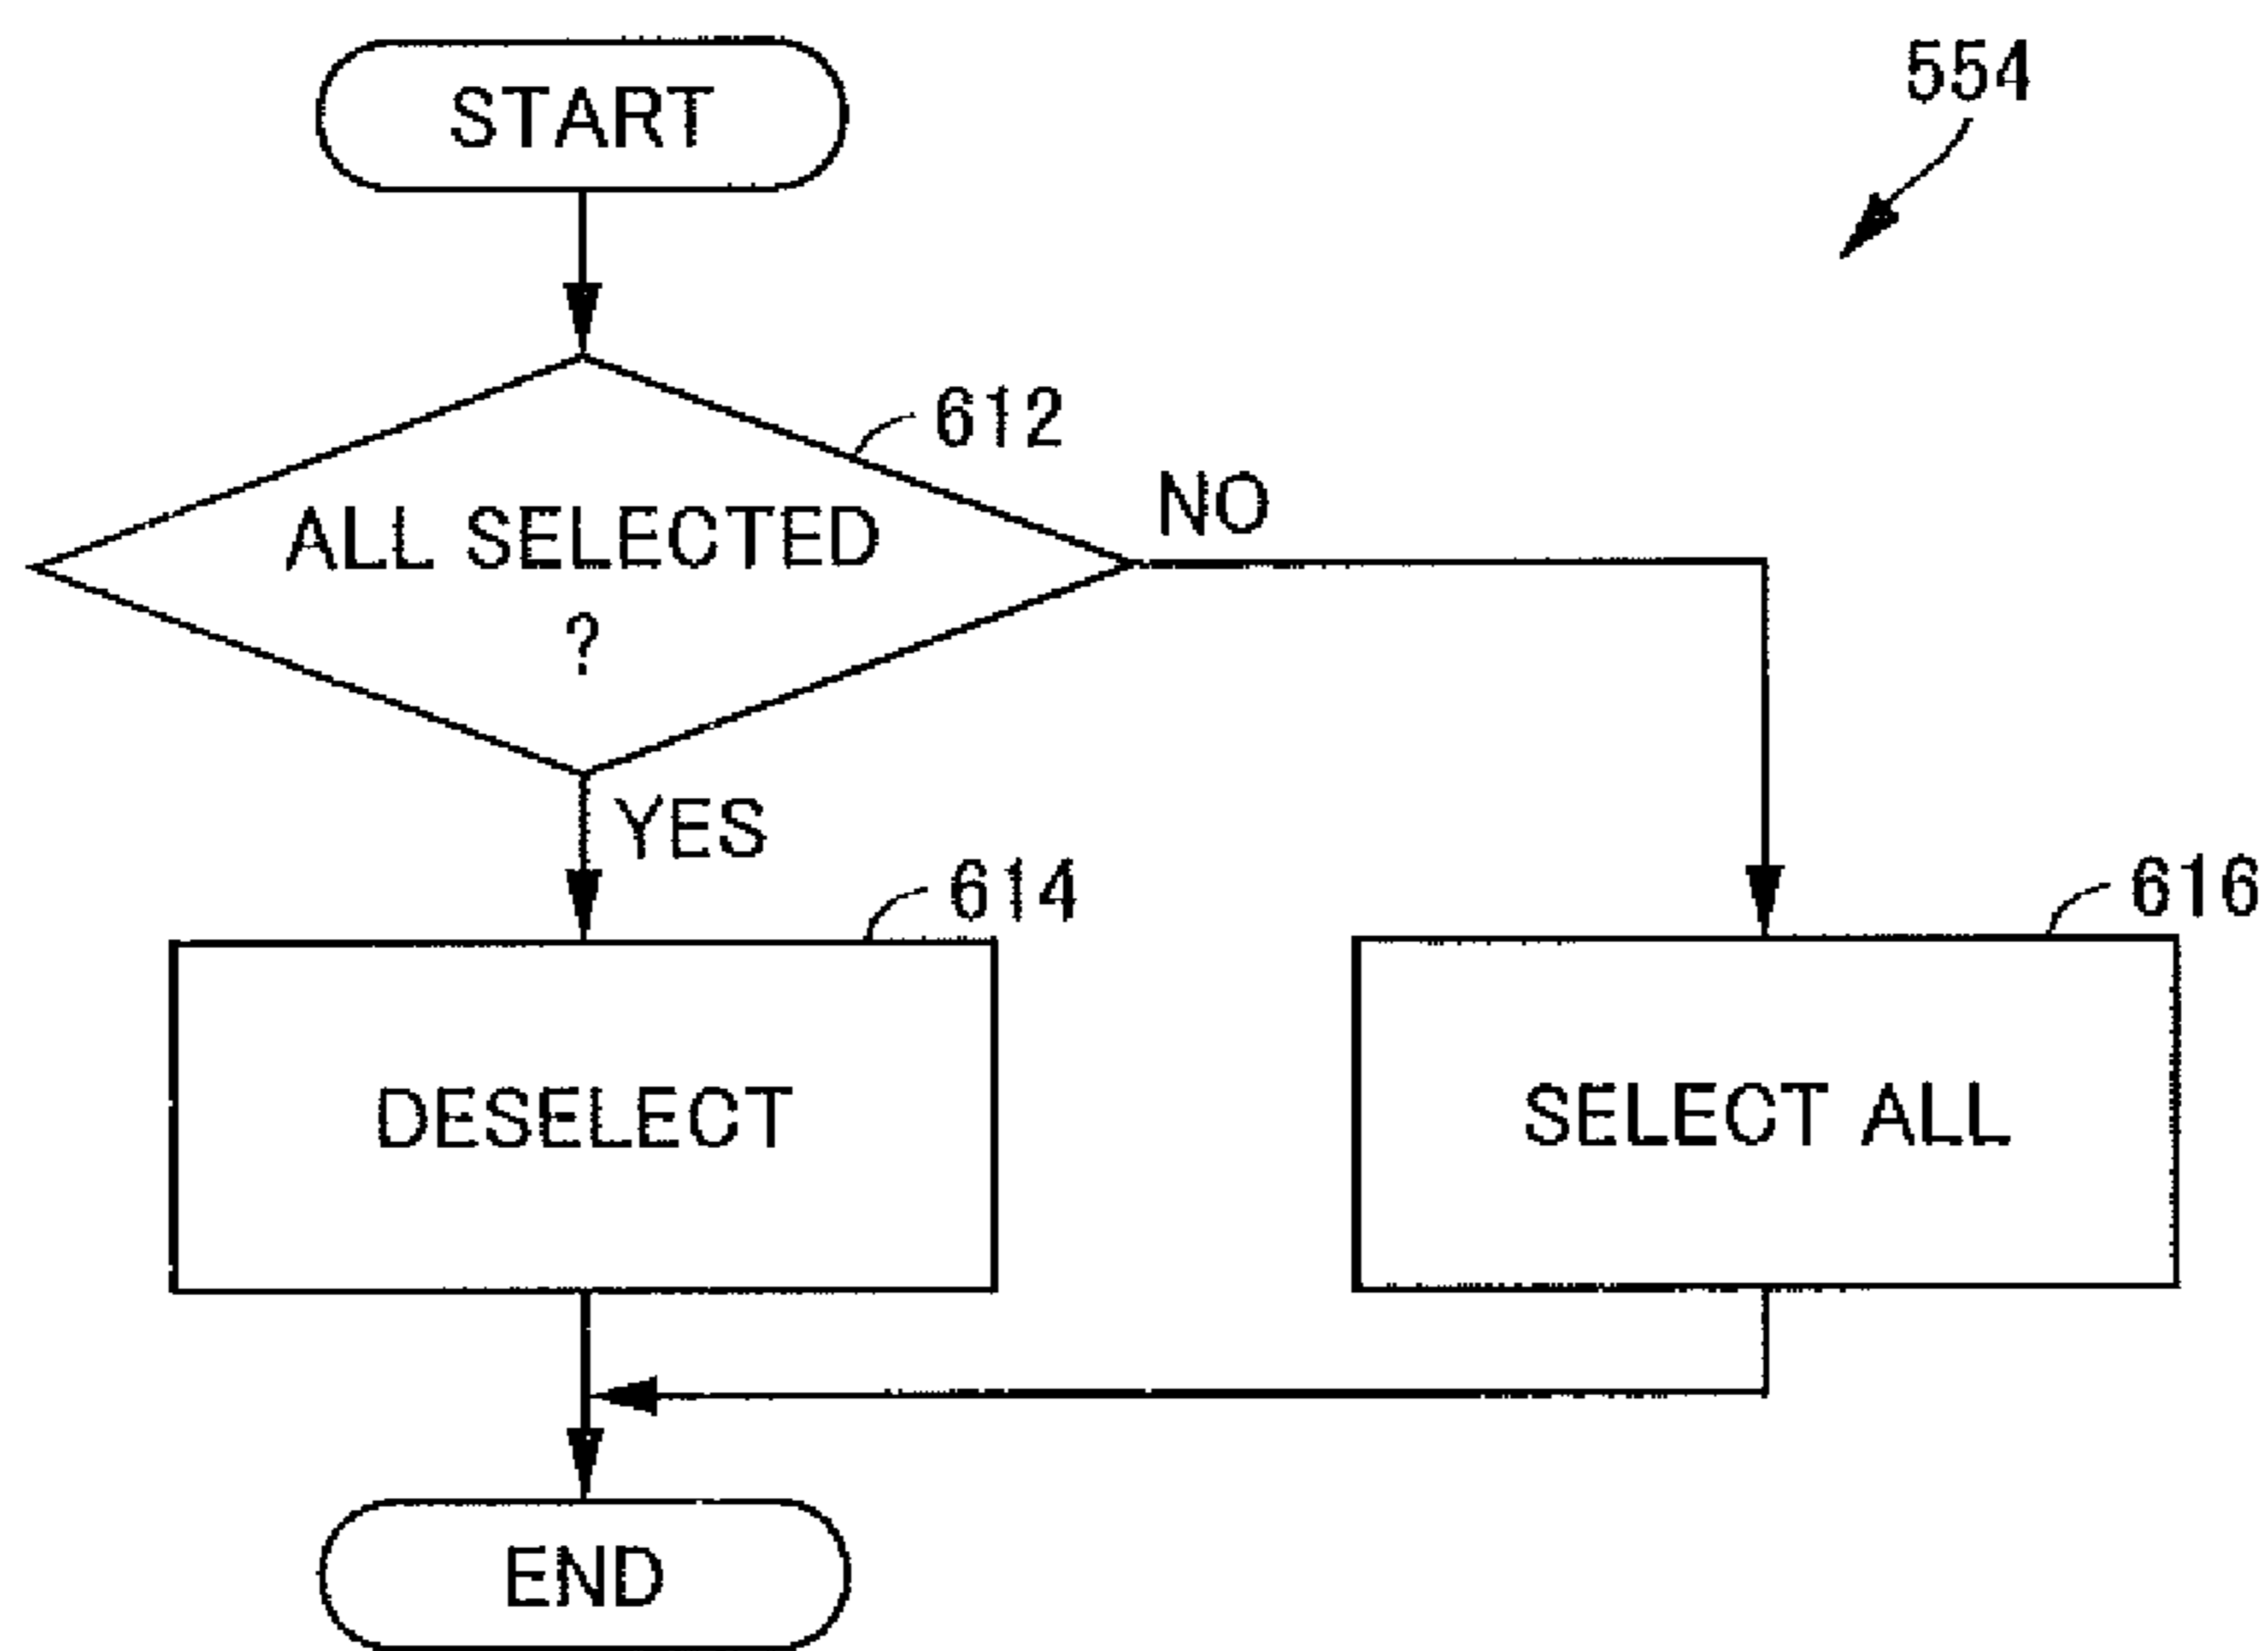 START
554
612
ALL SELECTED
?
NO
YES
614
616
DESELECT
SELECT ALL
END